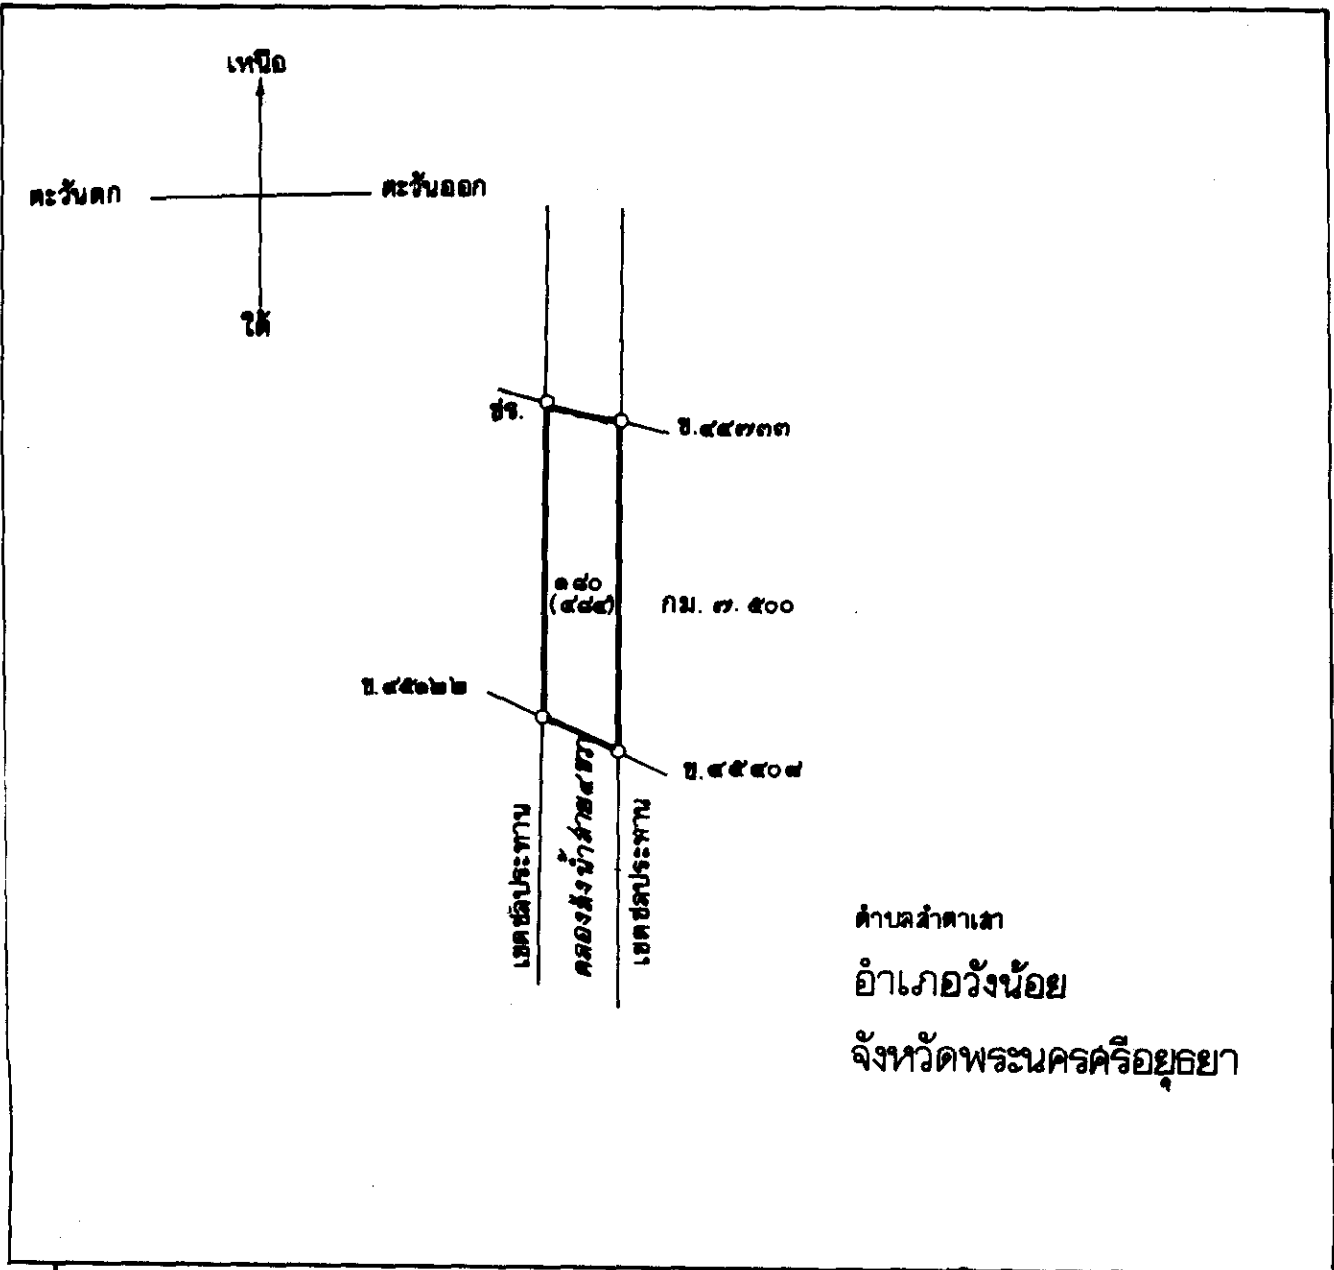 เหนือ
ตะวันตก
ตะวันออก
ใต้
ข.๔๔๗๓๓
๑๘๐
(๔๘๔)
กม. ๗. ๕๐๐
ข.๔๕๑๒๒
ข.๔๕๔๐๘
เขตชลประทาน
คลองส่งน้ำสาย ๔ ขวา
เขตชลประทาน
ตำบลลำตาเสา
อำเภอวังน้อย
จังหวัดพระนครศรีอยุธยา